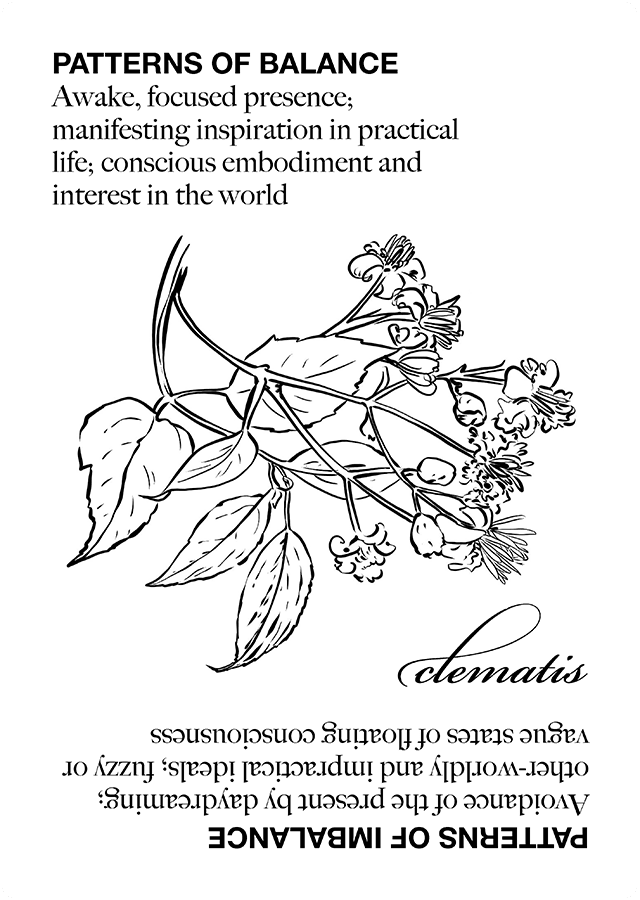 PATTERNS OF BALANCE
Awake, focused presence;
manifesting inspiration in practical
life; conscious embodiment and
interest in the world
clematis
PATTERNS OF IMBALANCE
Avoidance of the present by daydreaming;
other-worldly and impractical ideals; fuzzy or
vague states of floating consciousness